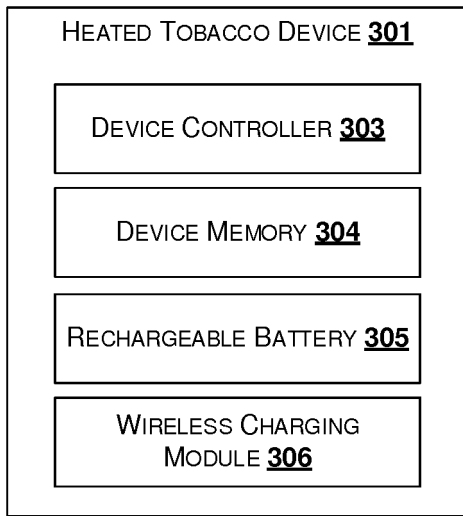 HEATED TOBACCO DEVICE 301
DEVICE CONTROLLER 303
DEVICE MEMORY 304
RECHARGEABLE BATTERY 305
WIRELESS CHARGING
MODULE 306